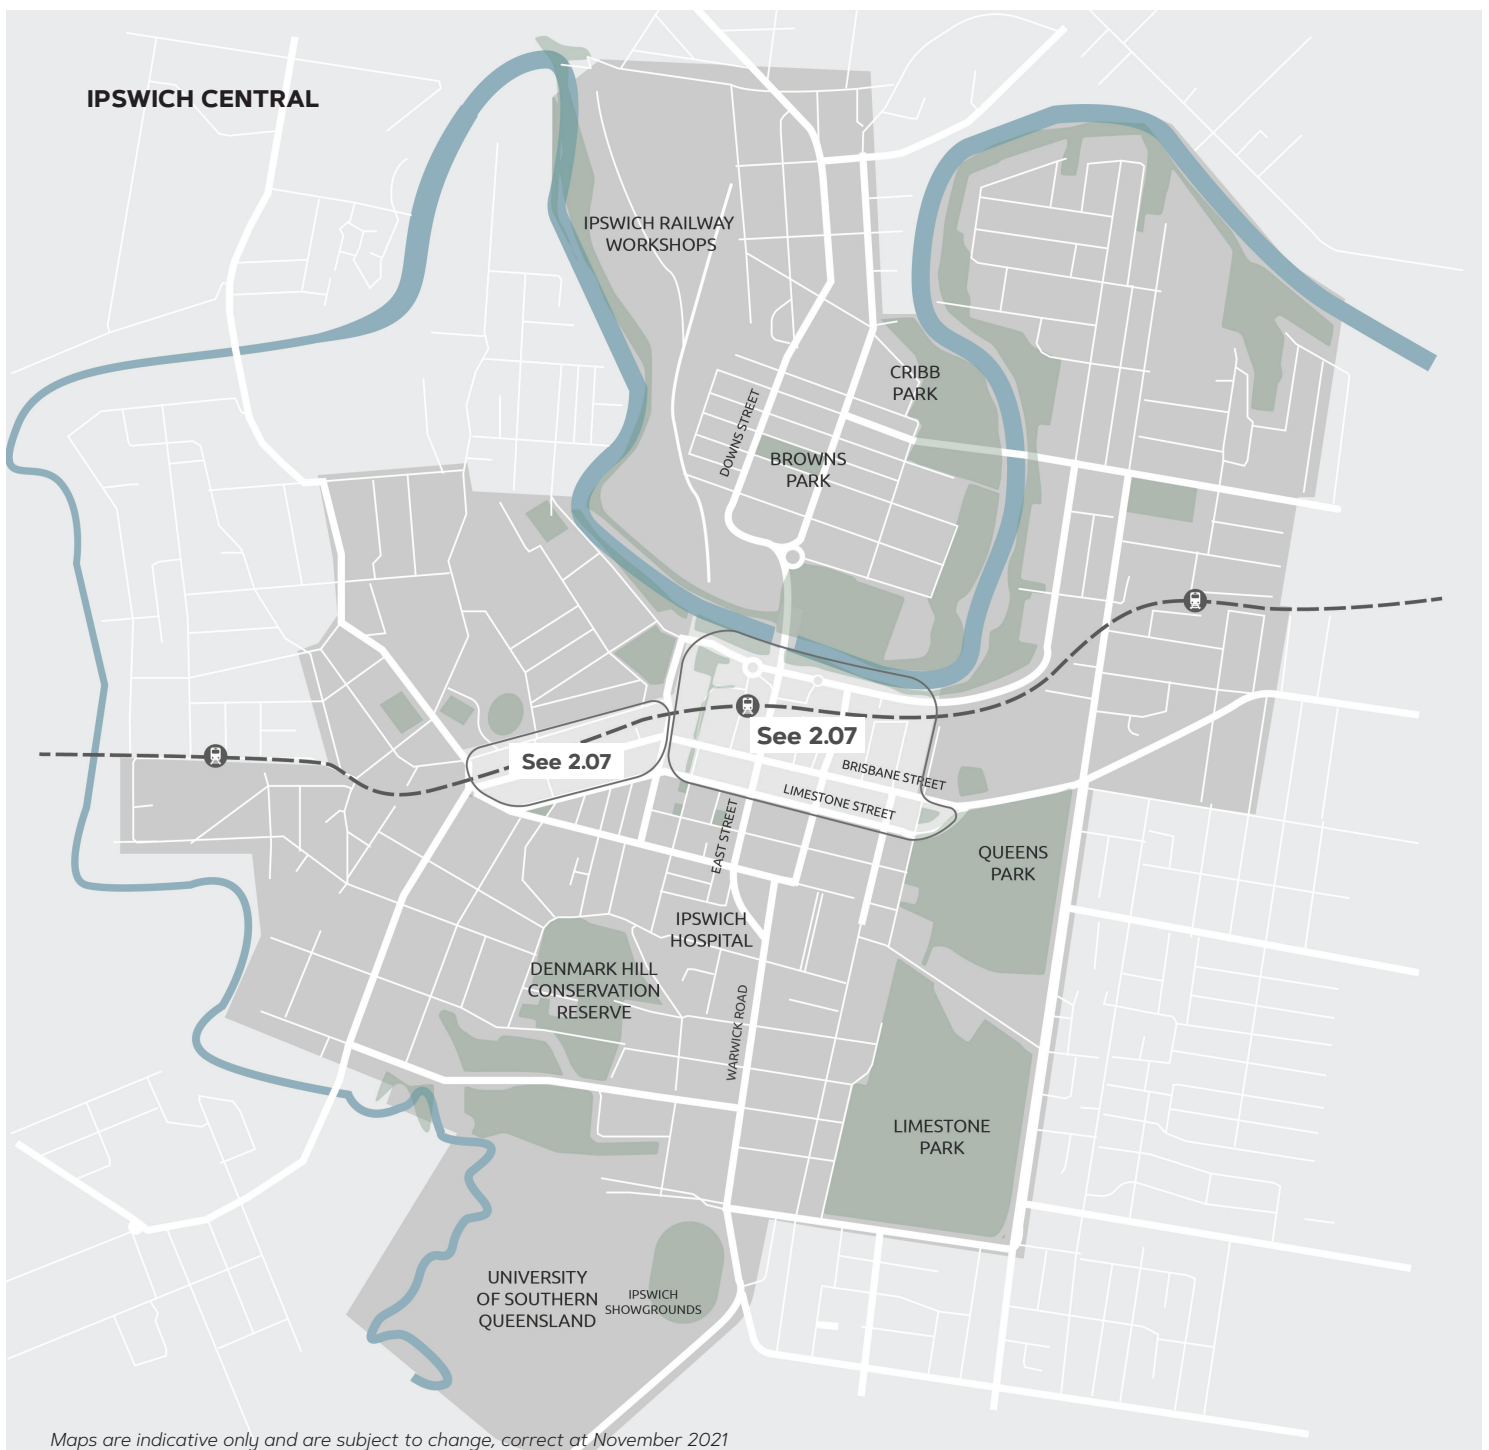 IPSWICH CENTRAL
IPSWICH RAILWAY
WORKSHOPS
CRIBB
PARK
DOWNS STREET
BROWNS
PARK
See 2.07
See 2.07
BRISBANE STREET
LIMESTONE STREET
EAST STREET
QUEENS
PARK
IPSWICH
HOSPITAL
DENMARK HILL
CONSERVATION
RESERVE
WARWICK ROAD
LIMESTONE
PARK
UNIVERSITY
OF SOUTHERN
QUEENSLAND
IPSWICH
SHOWGROUNDS
Maps are indicative only and are subject to change, correct at November 2021